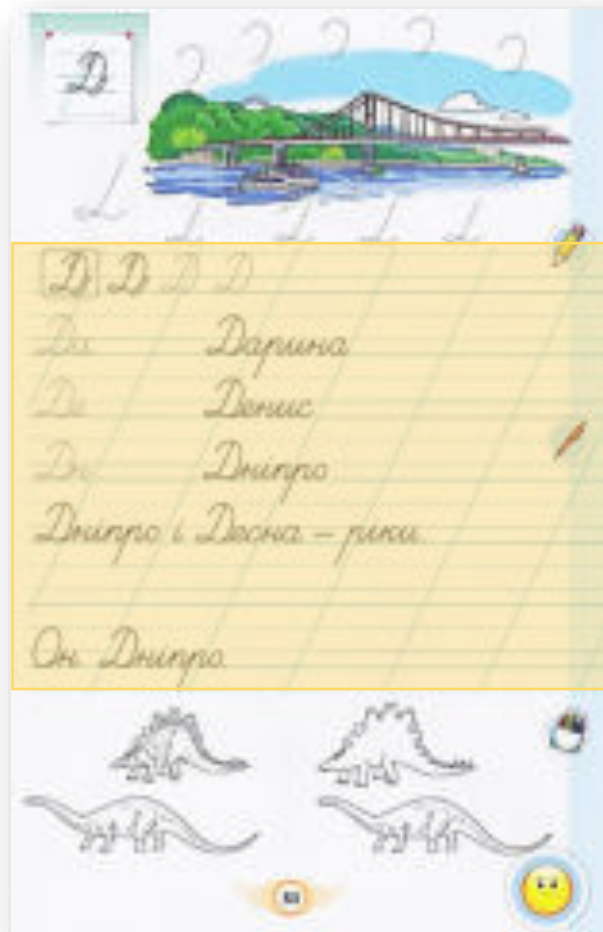 Д
Д Д Д Д
Да Дарина
Де Денис
Дн Дніпро
Дніпро і Десна – ріки.
Он Дніпро.